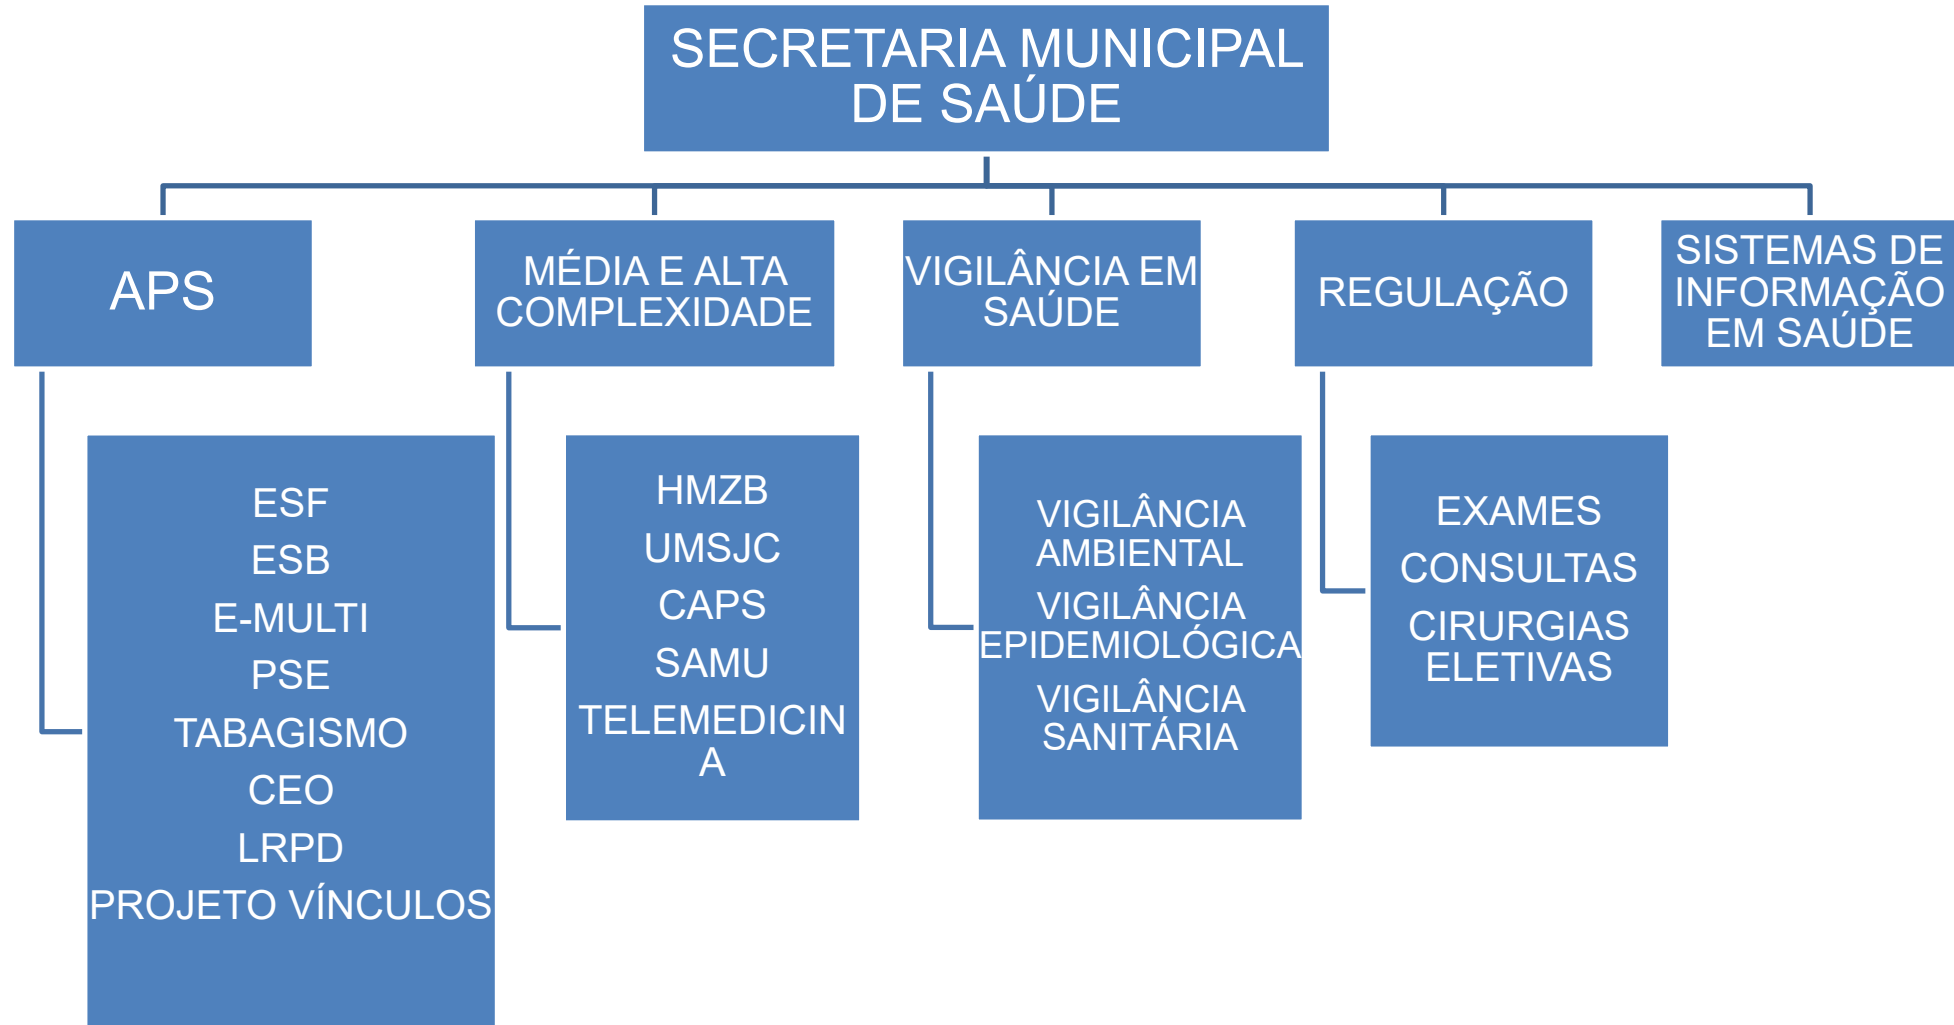 SECRETARIA MUNICIPAL
DE SAÚDE
APS
MÉDIA E ALTA
COMPLEXIDADE
VIGILÂNCIA EM
SAÚDE
REGULAÇÃO
SISTEMAS DE
INFORMAÇÃO
EM SAÚDE
ESF
ESB
E-MULTI
PSE
TABAGISMO
CEO
LRPD
PROJETO VÍNCULOS
HMZB
UMSJC
CAPS
SAMU
TELEMEDICIN
A
VIGILÂNCIA
AMBIENTAL
VIGILÂNCIA
EPIDEMIOLÓGICA
VIGILÂNCIA
SANITÁRIA
EXAMES
CONSULTAS
CIRURGIAS
ELETIVAS